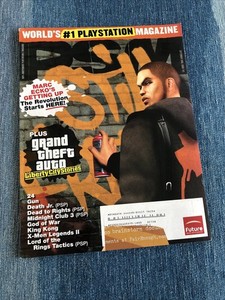 WORLD'S #1 PLAYSTATION MAGAZINE
PSM
MARC
ECKO'S
GETTING UP
The Revolution
Starts HERE!
STILL
PLUS
grand
theft
auto
Liberty City Stories
24
Gun
Death Jr. (PSP)
Dead to Rights (PSP)
Midnight Club 3 (PSP)
God of War
King Kong
X-Men Legends II
Lord of the
Rings Tactics (PSP)
Future